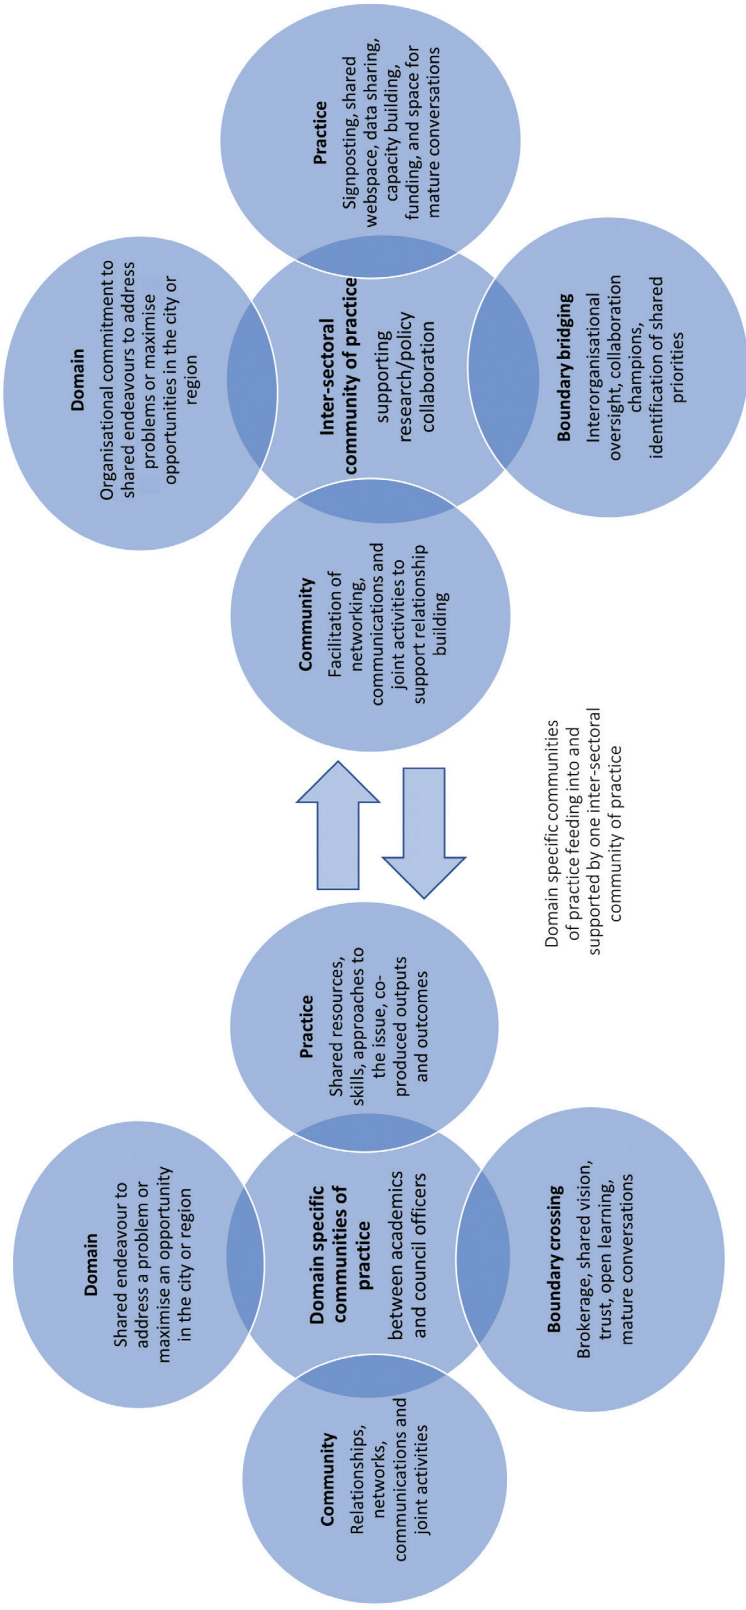 Domain
Shared endeavour to
address a problem or
maximise an opportunity
in the city or region
Community
Relationships,
networks,
communications and
joint activities
Domain specific
communities of
practice
between academics
and council officers
Practice
Shared resources,
skills, approaches to
the issue, co-
produced outputs
and outcomes
Boundary crossing
Brokerage, shared vision,
trust, open learning,
mature conversations
Domain specific communities
of practice feeding into and
supported by one inter-sectoral
community of practice
Domain
Organisational commitment to
shared endeavours to address
problems or maximise
opportunities in the city or
region
Community
Facilitation of
networking,
communications and
joint activities to
support relationship
building
Inter-sectoral
community of practice
supporting
research/policy
collaboration
Practice
Signposting, shared
webspace, data sharing,
capacity building,
funding, and space for
mature conversations
Boundary bridging
Interorganisational
oversight, collaboration
champions,
identification of shared
priorities